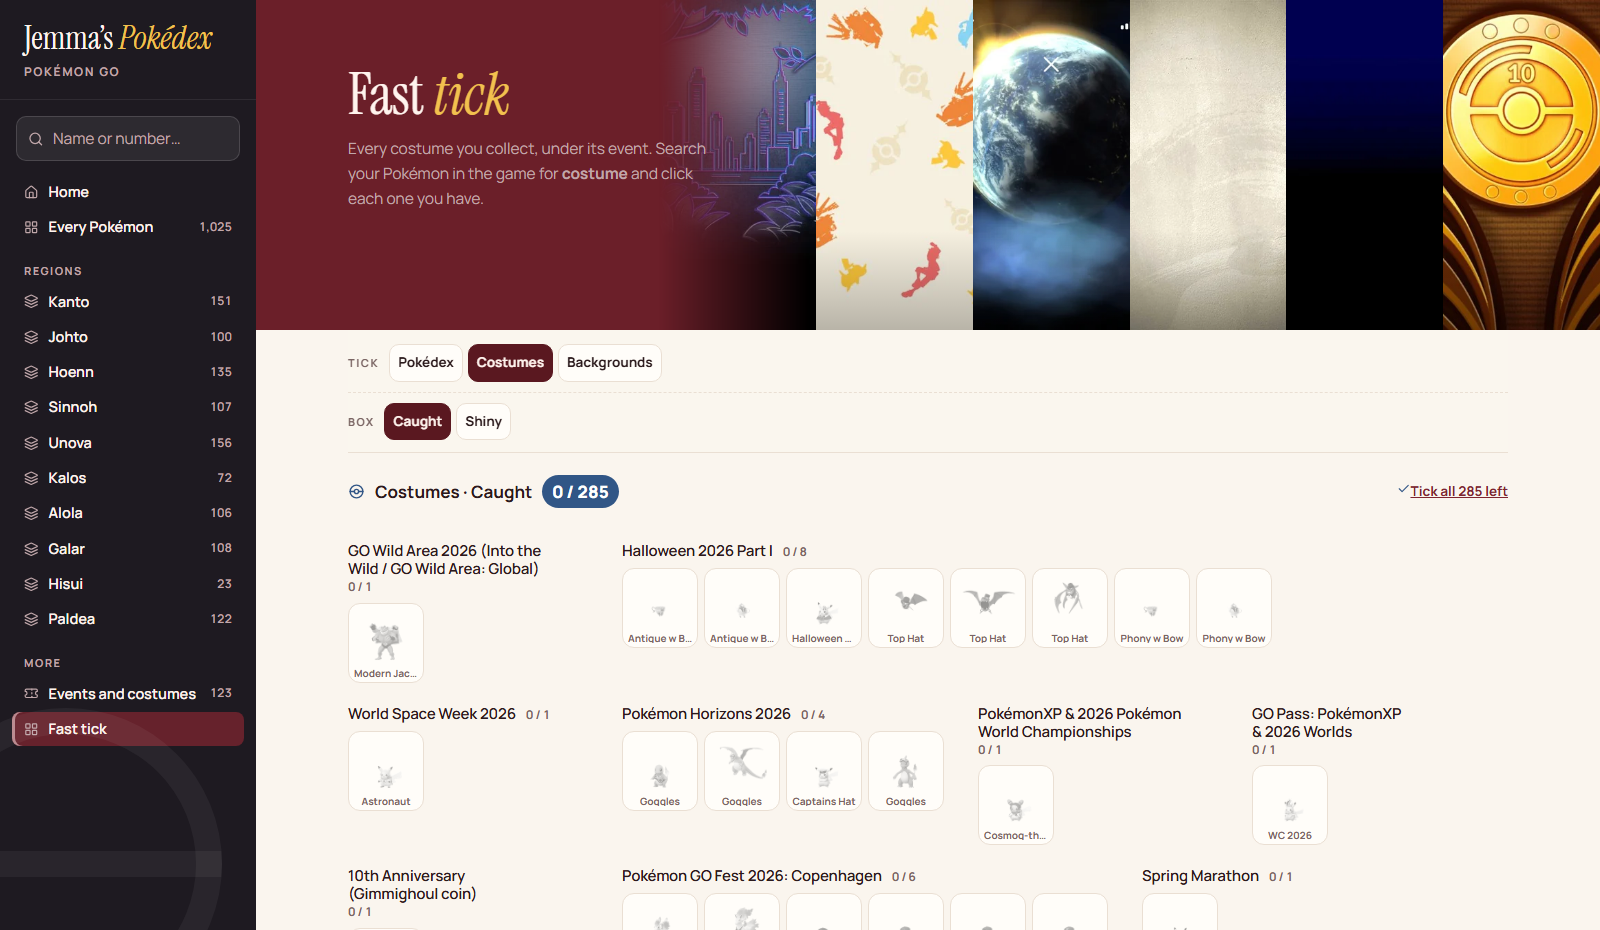 Jemma's Pokédex
POKÉMON GO
Name or number...
Home
Every Pokémon 1,025
REGIONS
Kanto 151
Johto 100
Hoenn 135
Sinnoh 107
Unova 156
Kalos 72
Alola 106
Galar 108
Hisui 23
Paldea 122
MORE
Events and costumes 123
Fast tick
Fast tick
Every costume you collect, under its event. Search
your Pokémon in the game for costume and click
each one you have.
10
TICK Pokédex Costumes Backgrounds
BOX Caught Shiny
Costumes · Caught 0 / 285
Tick all 285 left
GO Wild Area 2026 (Into the
Wild / GO Wild Area: Global)
0 / 1
Modern Jac...
Halloween 2026 Part I 0 / 8
Antique w B...
Antique w B...
Halloween ...
Top Hat
Top Hat
Top Hat
Phony w Bow
Phony w Bow
World Space Week 2026 0 / 1
Astronaut
Pokémon Horizons 2026 0 / 4
Goggles
Goggles
Captains Hat
Goggles
PokémonXP & 2026 Pokémon
World Championships
0 / 1
Cosmog-th...
GO Pass: PokémonXP
& 2026 Worlds
0 / 1
WC 2026
10th Anniversary
(Gimmighoul coin)
0 / 1
Pokémon GO Fest 2026: Copenhagen 0 / 6
Spring Marathon 0 / 1